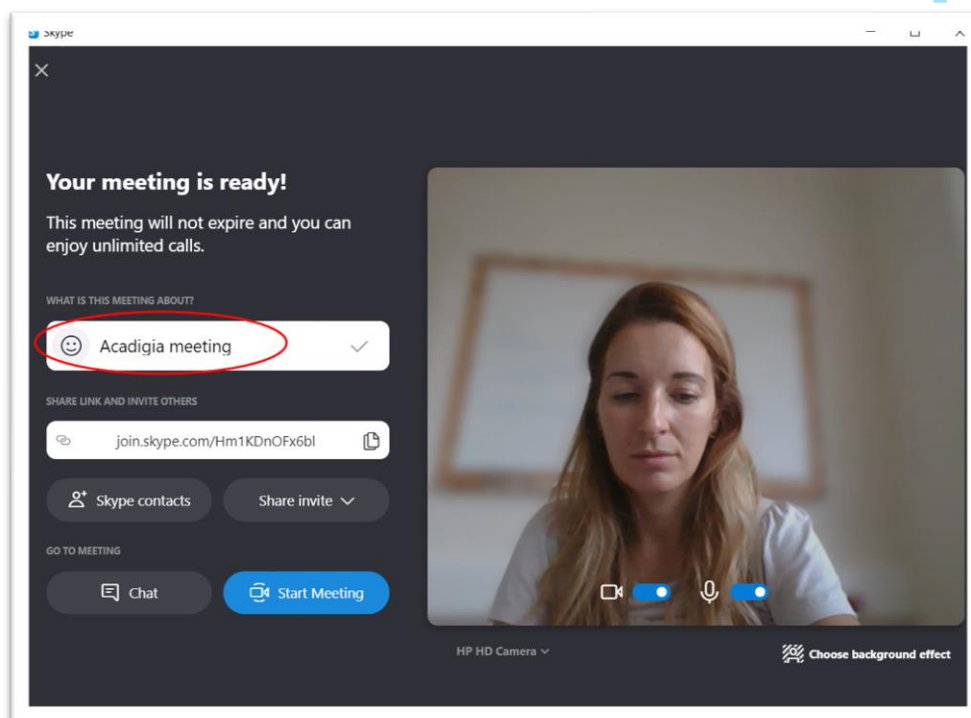 Skype
Your meeting is ready!
This meeting will not expire and you can
enjoy unlimited calls.
WHAT IS THIS MEETING ABOUT?
Acadigia meeting
SHARE LINK AND INVITE OTHERS
join.skype.com/Hm1KDnOFx6bl
Skype contacts
Share invite
GO TO MEETING
Chat
Start Meeting
HP HD Camera
Choose background effect